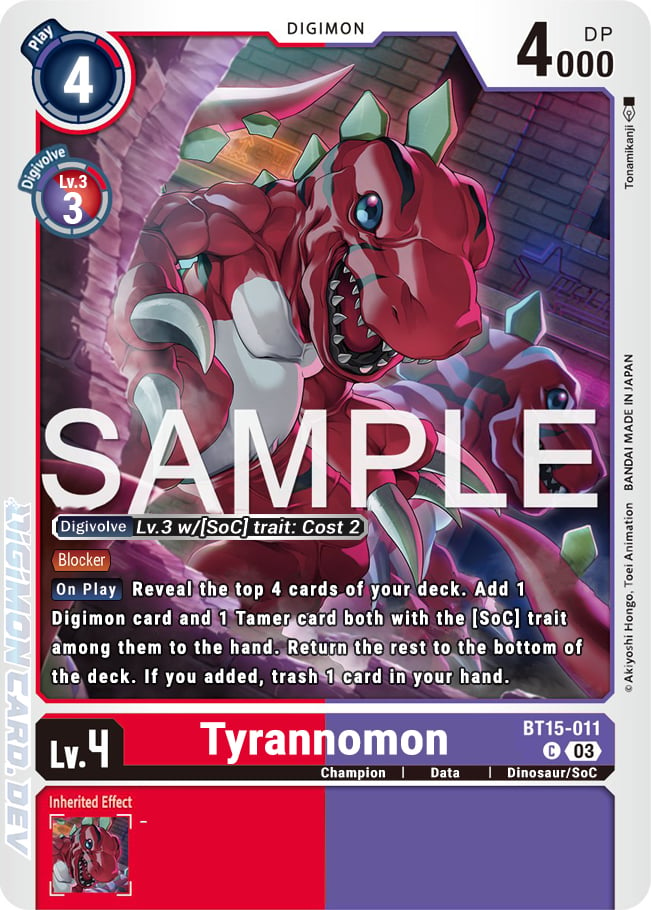 DIGIMON
Play
4
DP
4000
Digivolve
Lv.3
3
Tonamikanji
SAMPLE
Digivolve Lv.3 w/[SoC] trait: Cost 2
Blocker
On Play Reveal the top 4 cards of your deck. Add 1
Digimon card and 1 Tamer card both with the [SoC] trait
among them to the hand. Return the rest to the bottom of
the deck. If you added, trash 1 card in your hand.
© Akiyoshi Hongo, Toei Animation BANDAI MADE IN JAPAN
DIGIMONCARD.DEV
Lv.4
Tyrannomon
BT15-011
C 03
Champion | Data | Dinosaur/SoC
Inherited Effect
-